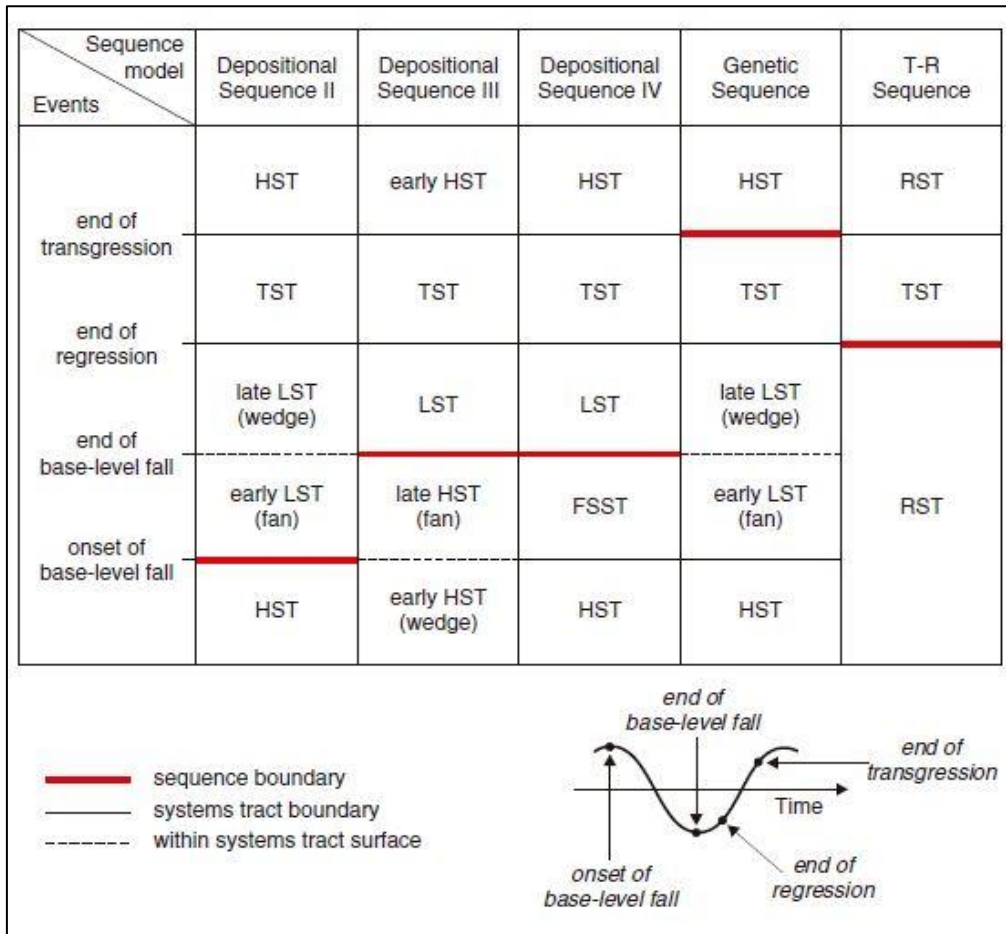 Sequence
model
Events
Depositional
Sequence II
Depositional
Sequence III
Depositional
Sequence IV
Genetic
Sequence
T-R
Sequence
HST
early HST
HST
HST
RST
end of
transgression
TST
TST
TST
TST
TST
end of
regression
late LST
(wedge)
LST
LST
late LST
(wedge)
end of
base-level fall
early LST
(fan)
late HST
(fan)
FSST
early LST
(fan)
RST
onset of
base-level fall
HST
early HST
(wedge)
HST
HST
sequence boundary
systems tract boundary
within systems tract surface
end of
base-level fall
end of
transgression
Time
onset of
base-level fall
end of
regression